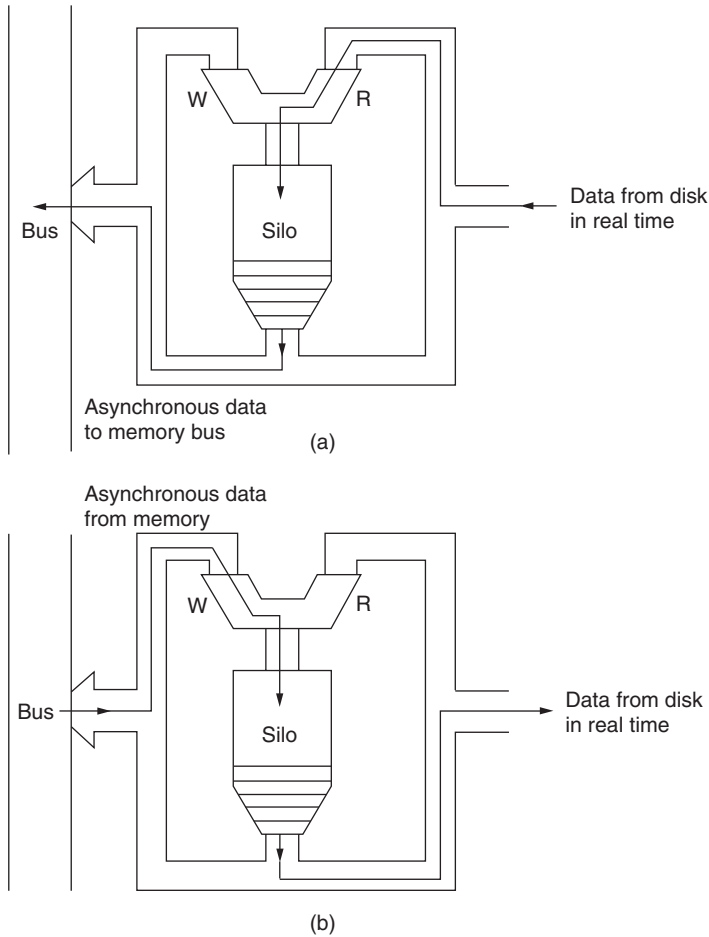 W
R
Silo
Bus
Data from disk
in real time
Asynchronous data
to memory bus
(a)
Asynchronous data
from memory
W
R
Bus
Silo
Data from disk
in real time
(b)